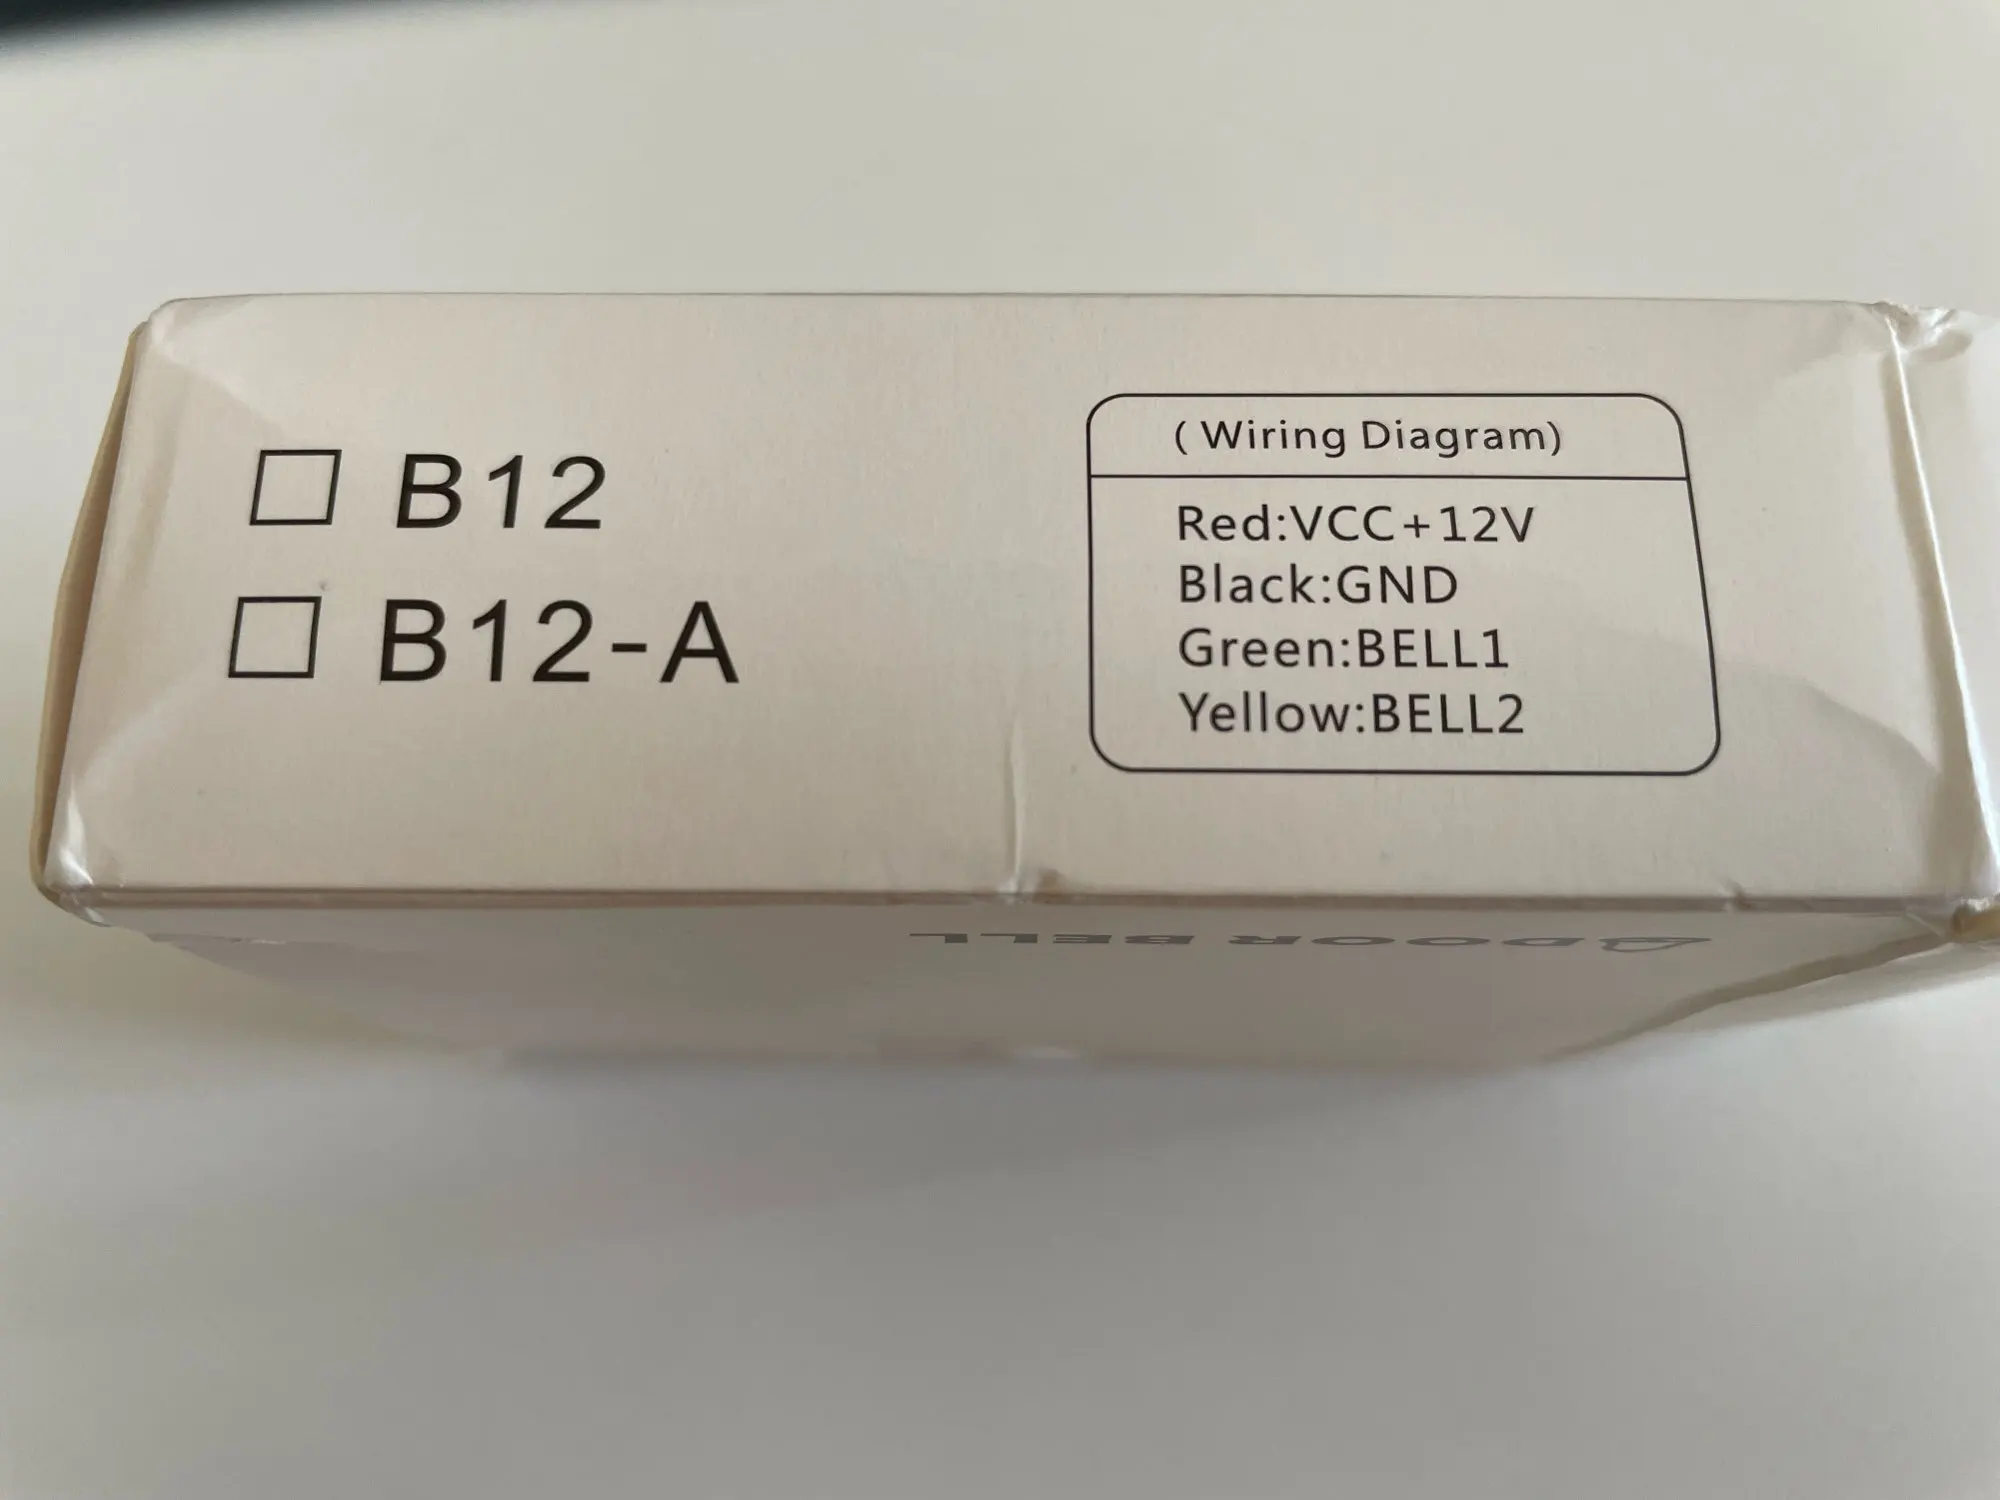 B12
B12-A
( Wiring Diagram)
Red:VCC+12V
Black:GND
Green:BELL1
Yellow:BELL2
DOOR BELL